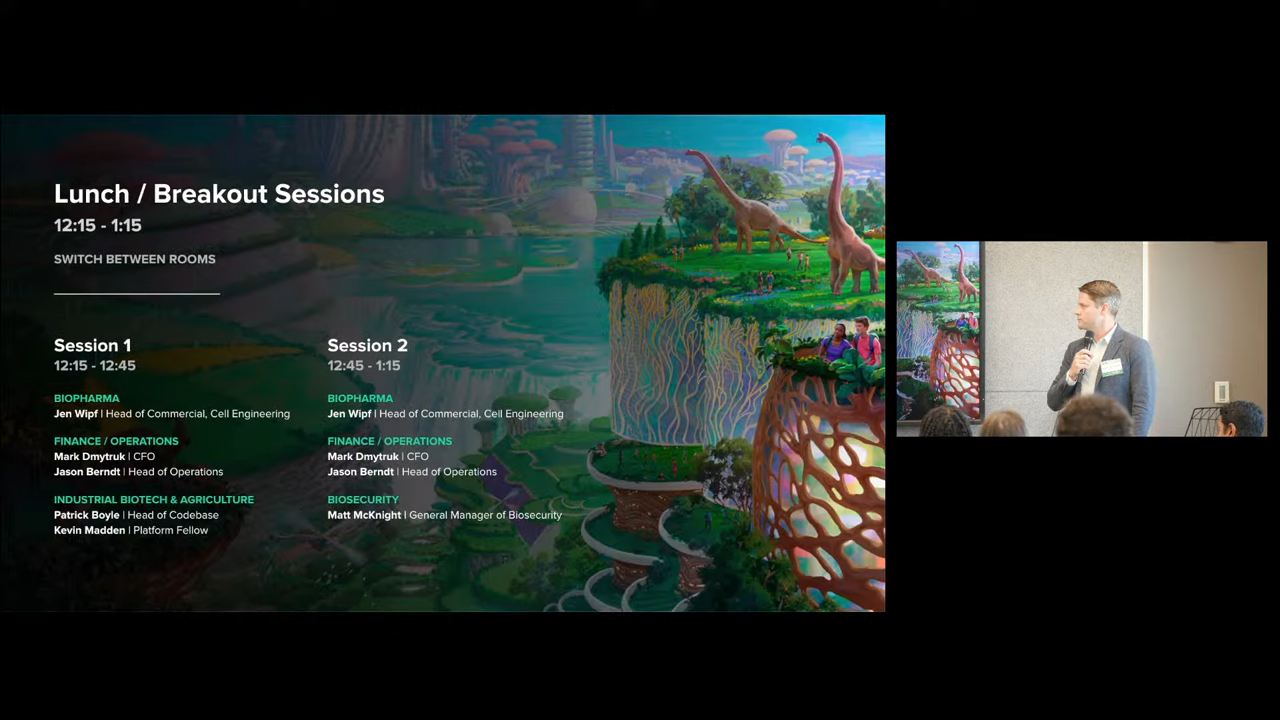 Lunch / Breakout Sessions
12:15 - 1:15
SWITCH BETWEEN ROOMS
Session 1
12:15 - 12:45
BIOPHARMA
Jen Wipf | Head of Commercial, Cell Engineering
FINANCE / OPERATIONS
Mark Dmytruk | CFO
Jason Berndt | Head of Operations
INDUSTRIAL BIOTECH & AGRICULTURE
Patrick Boyle | Head of Codebase
Kevin Madden | Platform Fellow
Session 2
12:45 - 1:15
BIOPHARMA
Jen Wipf | Head of Commercial, Cell Engineering
FINANCE / OPERATIONS
Mark Dmytruk | CFO
Jason Berndt | Head of Operations
BIOSECURITY
Matt McKnight | General Manager of Biosecurity